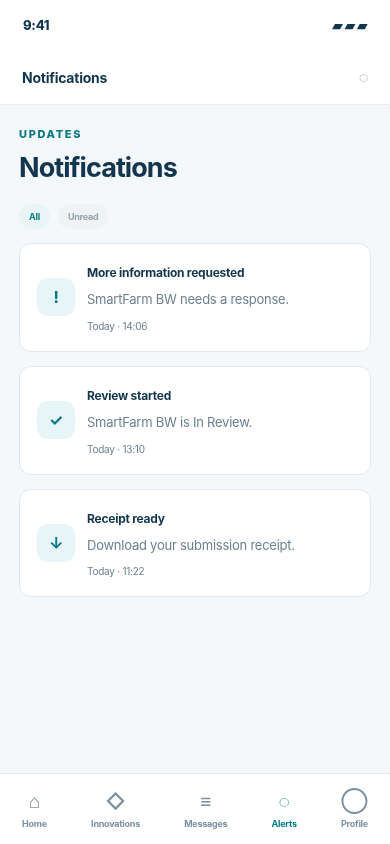 9:41
Notifications
UPDATES
Notifications
All Unread
!
More information requested
SmartFarm BW needs a response.
Today · 14:06
✓
Review started
SmartFarm BW is In Review.
Today · 13:10
↓
Receipt ready
Download your submission receipt.
Today · 11:22
Home Innovations Messages Alerts Profile